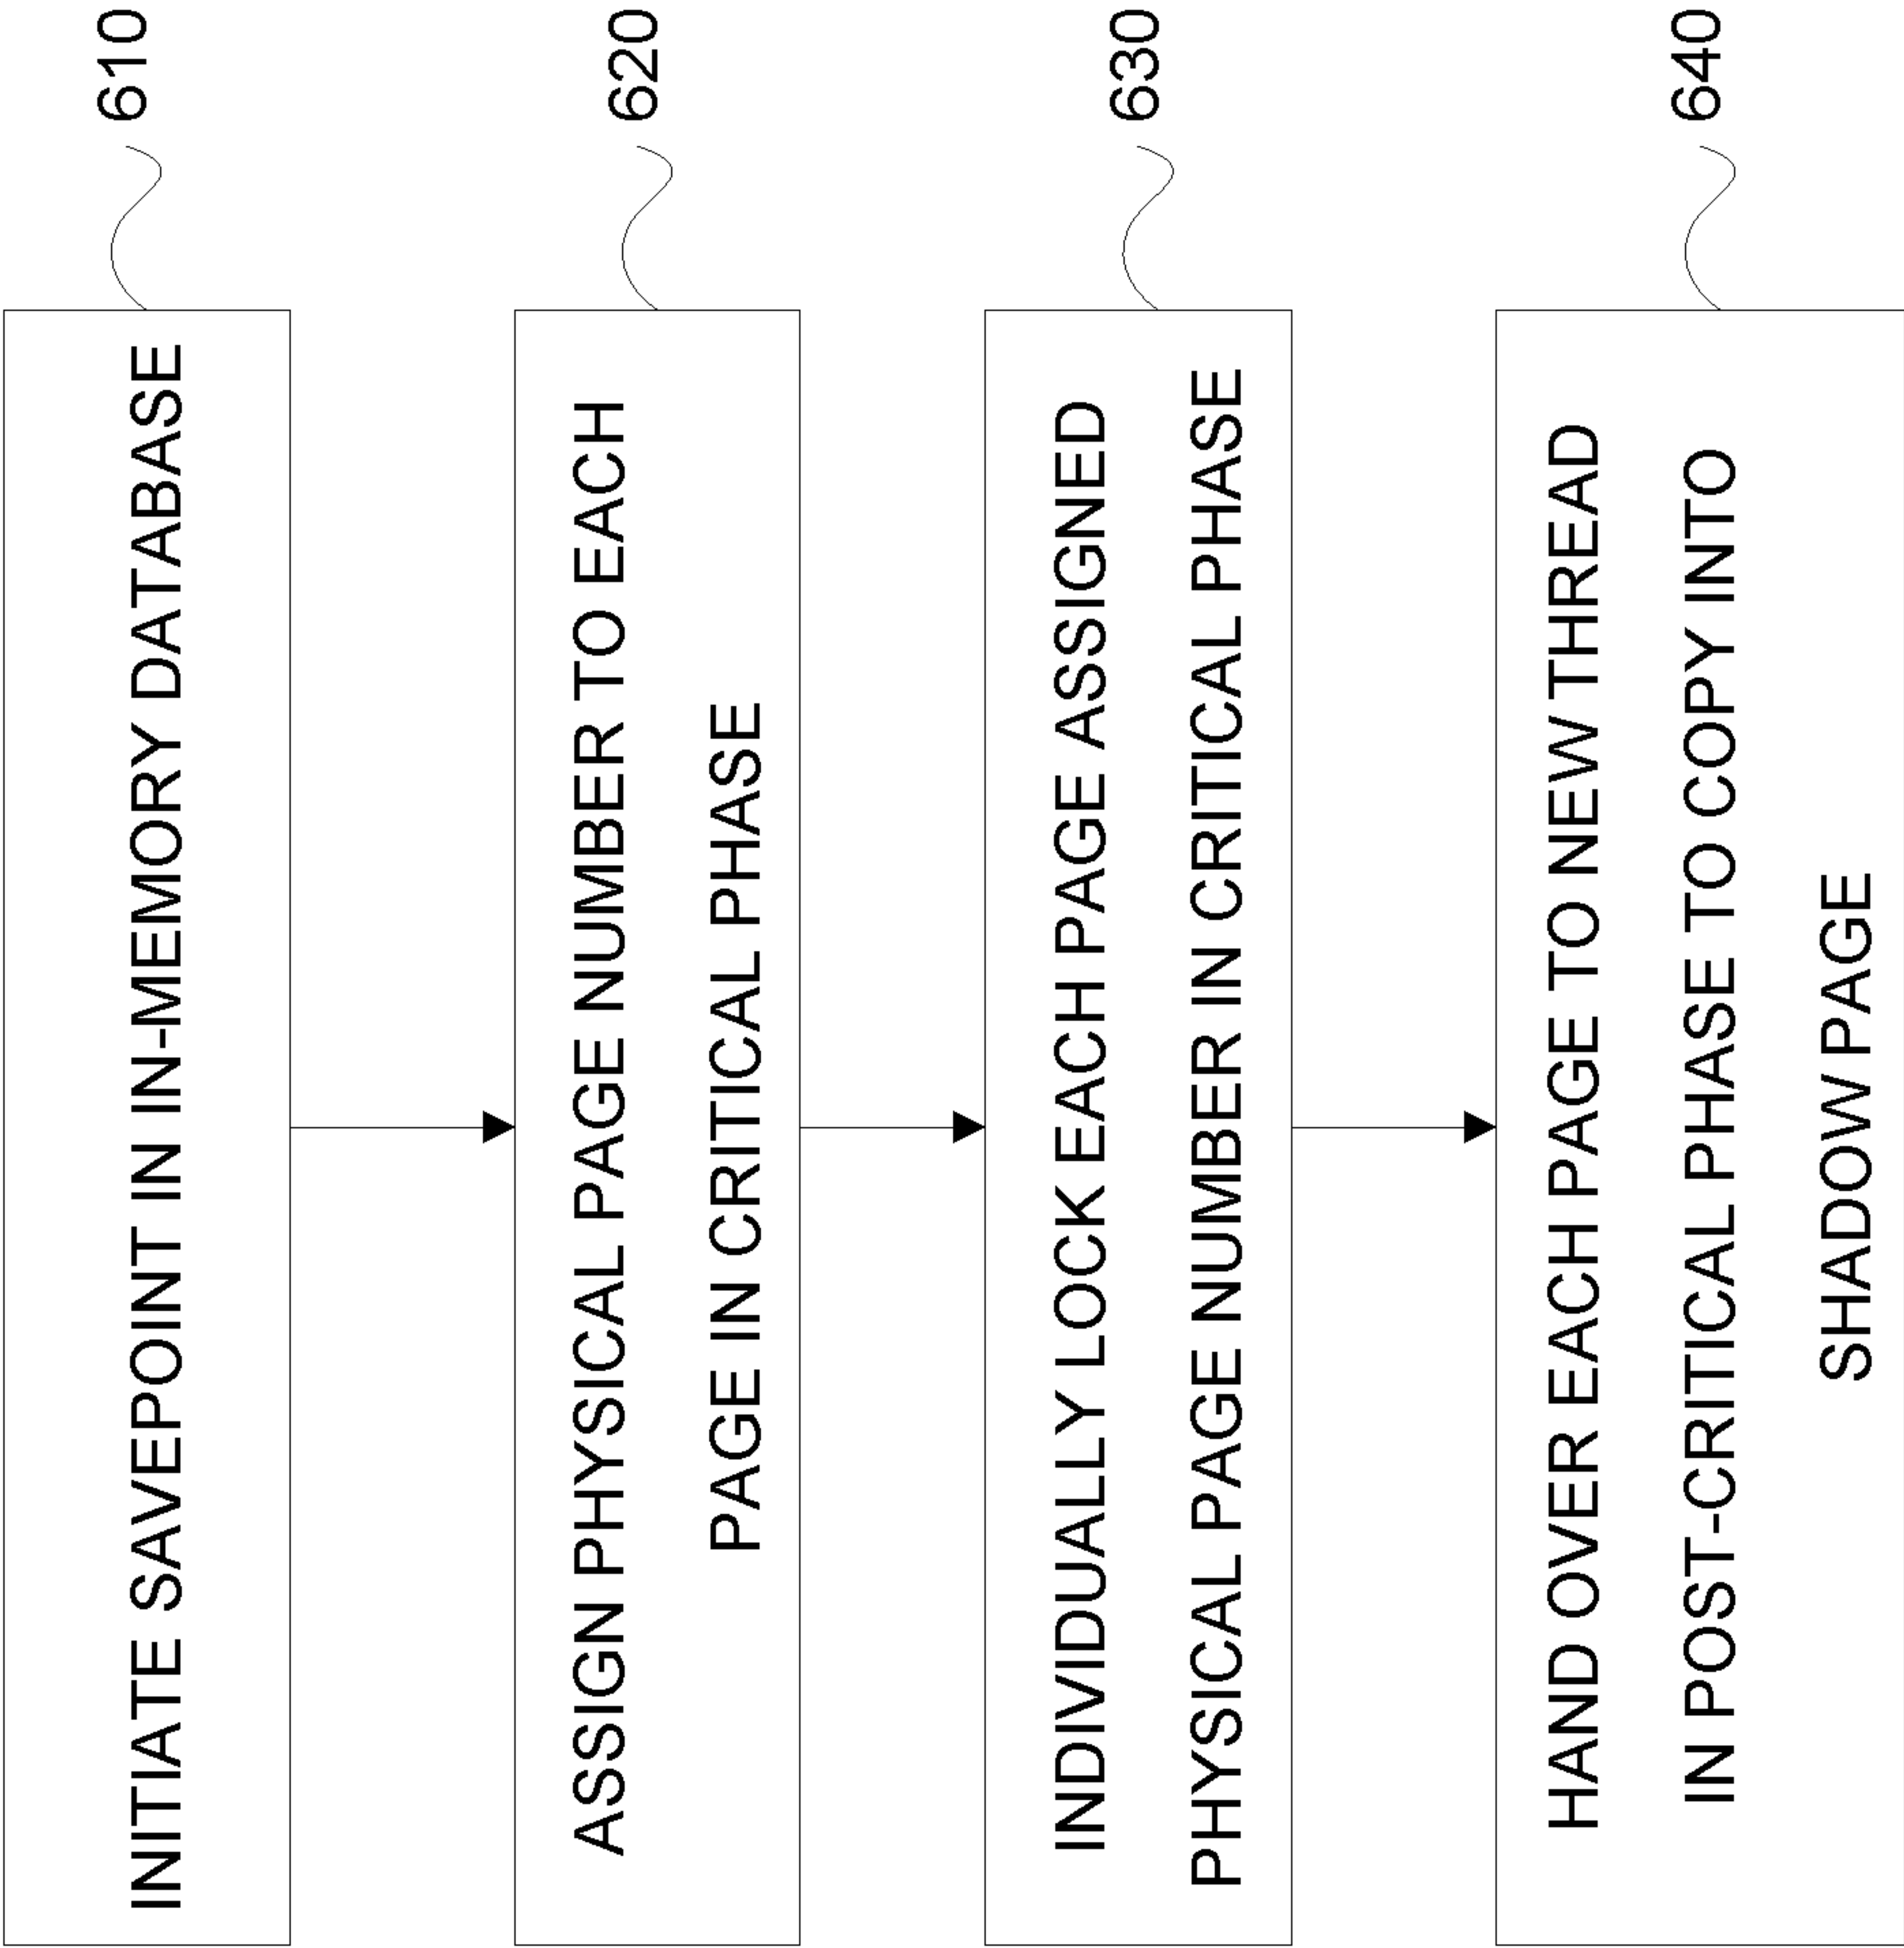 INITIATE SAVEPOINT IN IN-MEMORY DATABASE
610
ASSIGN PHYSICAL PAGE NUMBER TO EACH
PAGE IN CRITICAL PHASE
620
INDIVIDUALLY LOCK EACH PAGE ASSIGNED
PHYSICAL PAGE NUMBER IN CRITICAL PHASE
630
HAND OVER EACH PAGE TO NEW THREAD
IN POST-CRITICAL PHASE TO COPY INTO
SHADOW PAGE
640